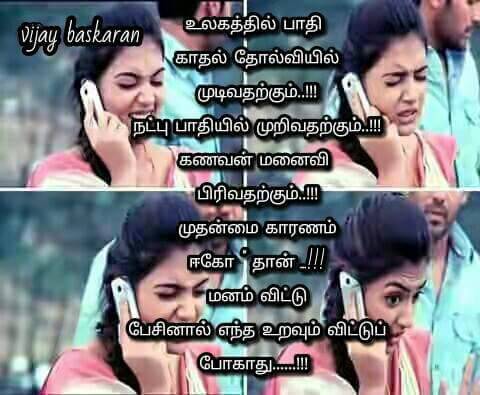 vijay baskaran
உலகத்தில் பாதி
காதல் தோல்வியில்
முடிவதற்கும்..!!!
நட்பு பாதியில் முறிவதற்கும்..!!!
கணவன் மனைவி
பிரிவதற்கும்..!!!
முதன்மை காரணம்
ஈகோ * தான் ..!!!
மனம் விட்டு
பேசினால் எந்த உறவும் விட்டுப்
போகாது......!!!